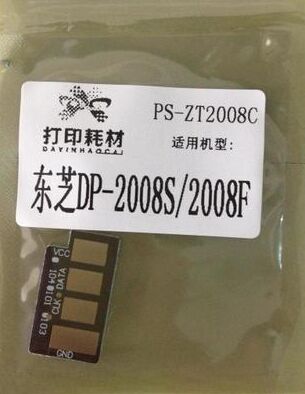 PS-ZT2008C
打印耗材
DAYINHAOCAI
适用机型:
东芝DP-2008S/2008F
VCC
DATA
CLK
GND